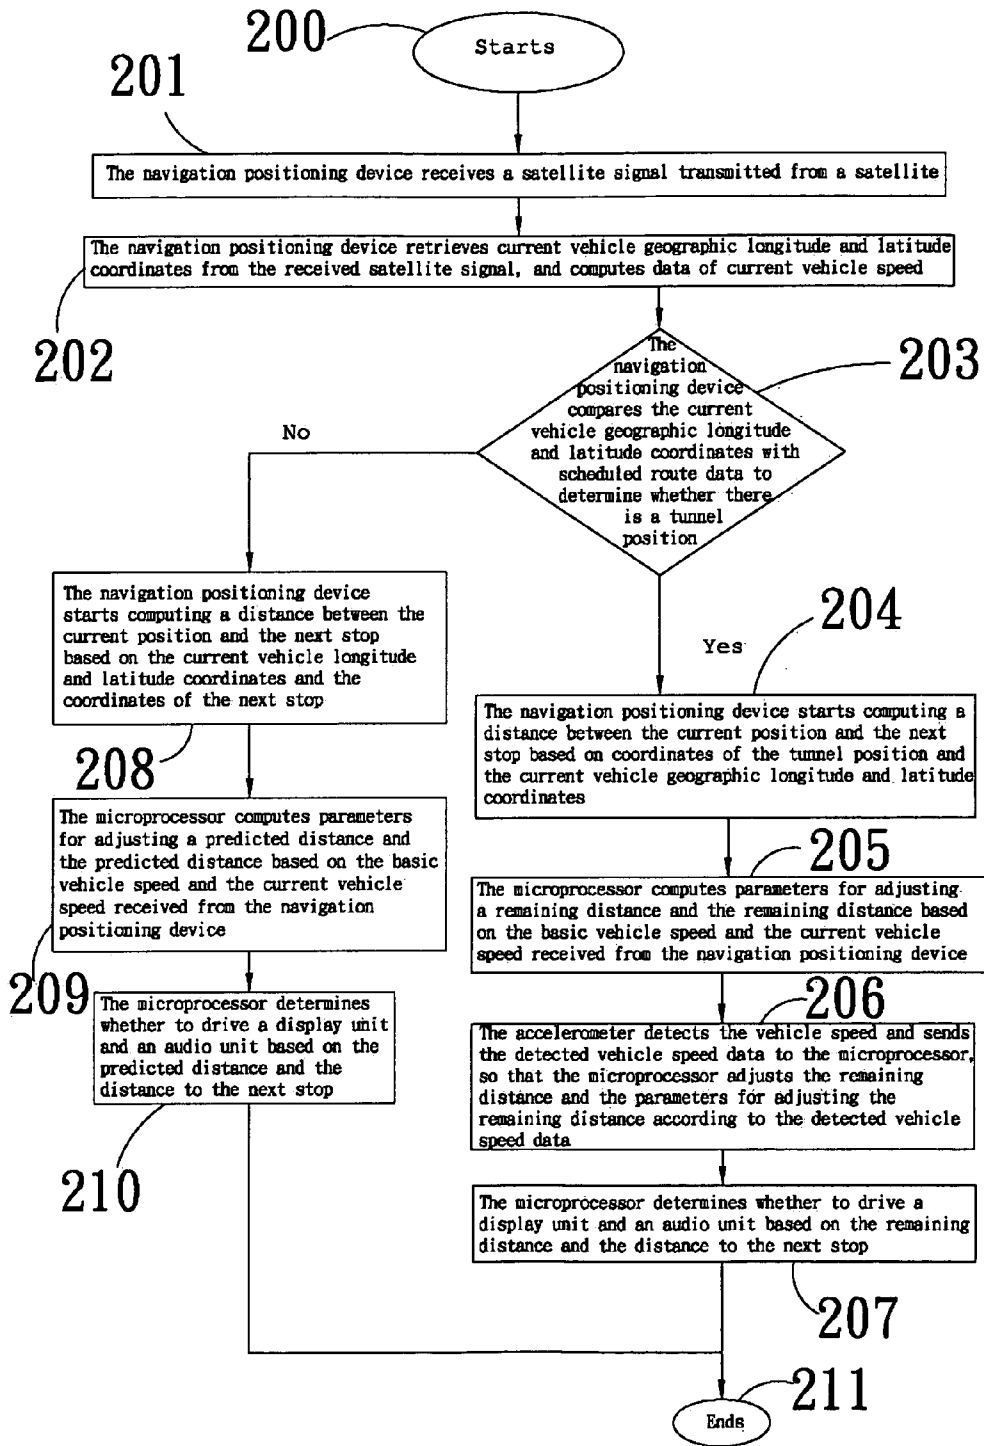 200
Starts
201
The navigation positioning device receives a satellite signal transmitted from a satellite
The navigation positioning device retrieves current vehicle geographic longitude and latitude
coordinates from the received satellite signal, and computes data of current vehicle speed
202
203
The
navigation
positioning device
compares the current
vehicle geographic longitude
and latitude coordinates with
scheduled route data to
determine whether there
is a tunnel
position
No
Yes
The navigation positioning device
starts computing a distance between the
current position and the next stop
based on the current vehicle longitude
and latitude coordinates and the
coordinates of the next stop
208
204
The navigation positioning device starts computing a
distance between the current position and the next
stop based on coordinates of the tunnel position and
the current vehicle geographic longitude and latitude
coordinates
The microprocessor computes parameters
for adjusting a predicted distance and
the predicted distance based on the basic
vehicle speed and the current vehicle
speed received from the navigation
positioning device
209
205
The microprocessor computes parameters for adjusting
a remaining distance and the remaining distance based
on the basic vehicle speed and the current vehicle
speed received from the navigation positioning device
The microprocessor determines
whether to drive a display unit
and an audio unit based on the
predicted distance and the
distance to the next stop
210
206
The accelerometer detects the vehicle speed and sends
the detected vehicle speed data to the microprocessor,
so that the microprocessor adjusts the remaining
distance and the parameters for adjusting the
remaining distance according to the detected vehicle
speed data
The microprocessor determines whether to drive a
display unit and an audio unit based on the remaining
distance and the distance to the next stop
207
211
Ends